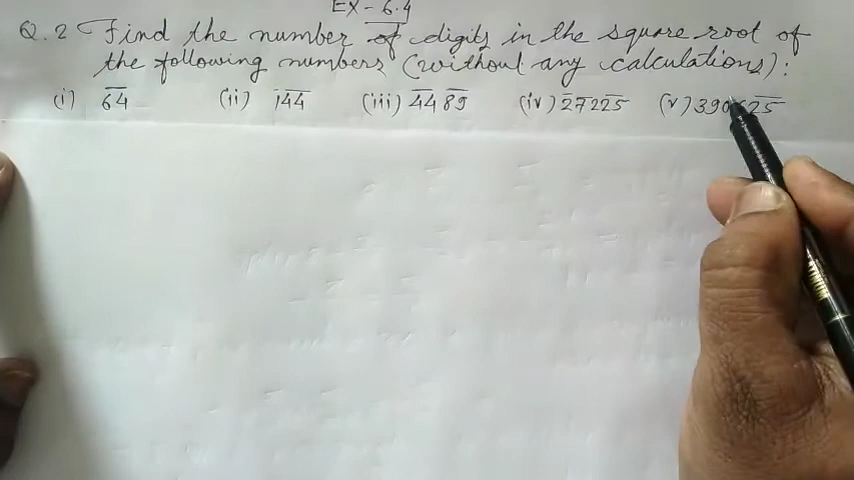 Ex - 6.4
Q.2 Find the number of digits in the square root of
the following numbers (without any calculations):
(i) 64 (ii) 144 (iii) 4489 (iv) 27225 (v) 390625